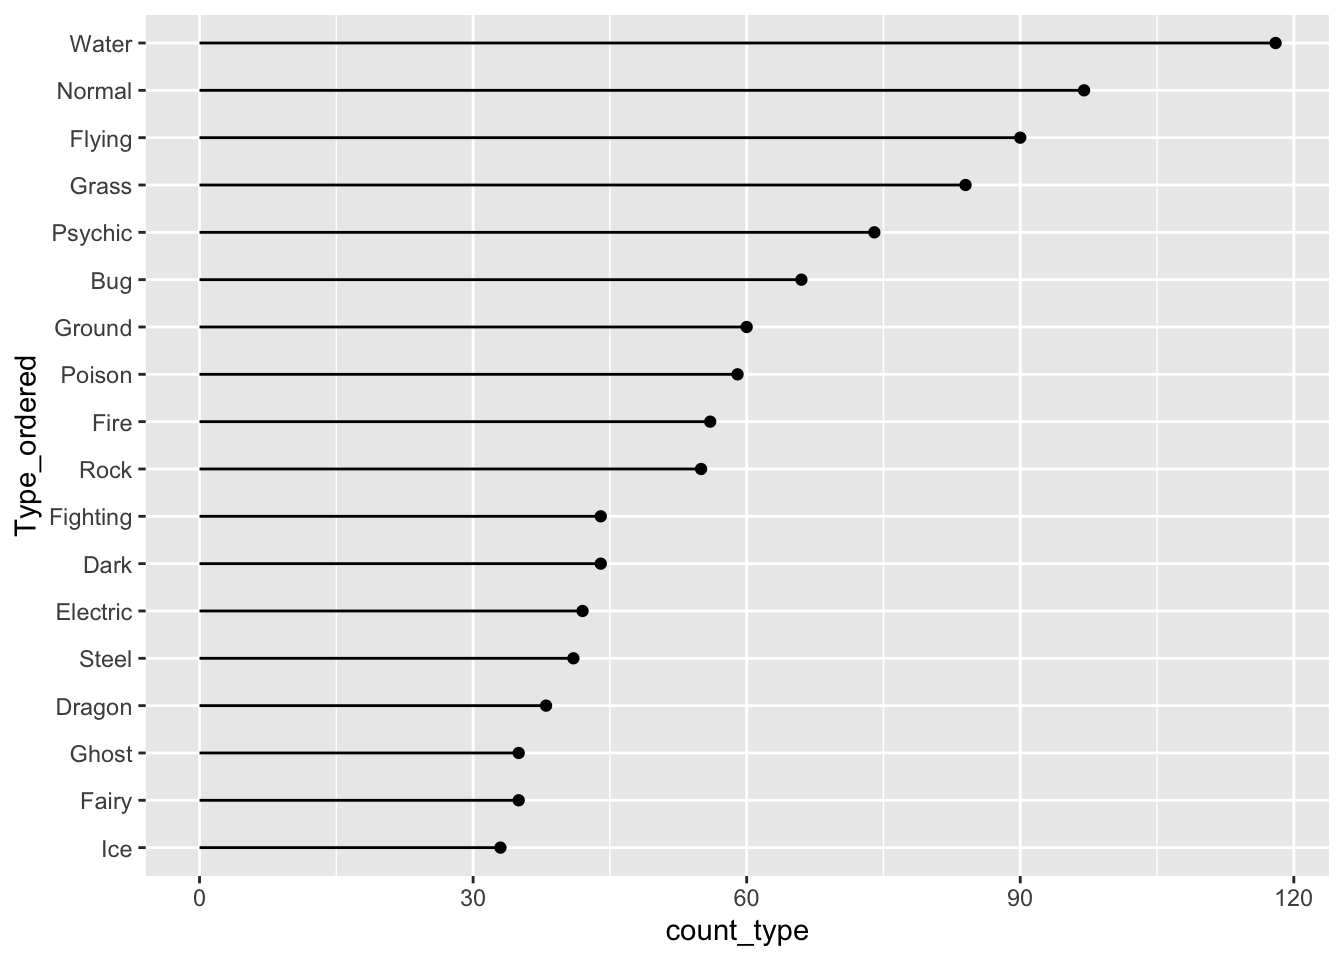 Type_ordered
Water
Normal
Flying
Grass
Psychic
Bug
Ground
Poison
Fire
Rock
Fighting
Dark
Electric
Steel
Dragon
Ghost
Fairy
Ice
0 30 60 90 120
count_type